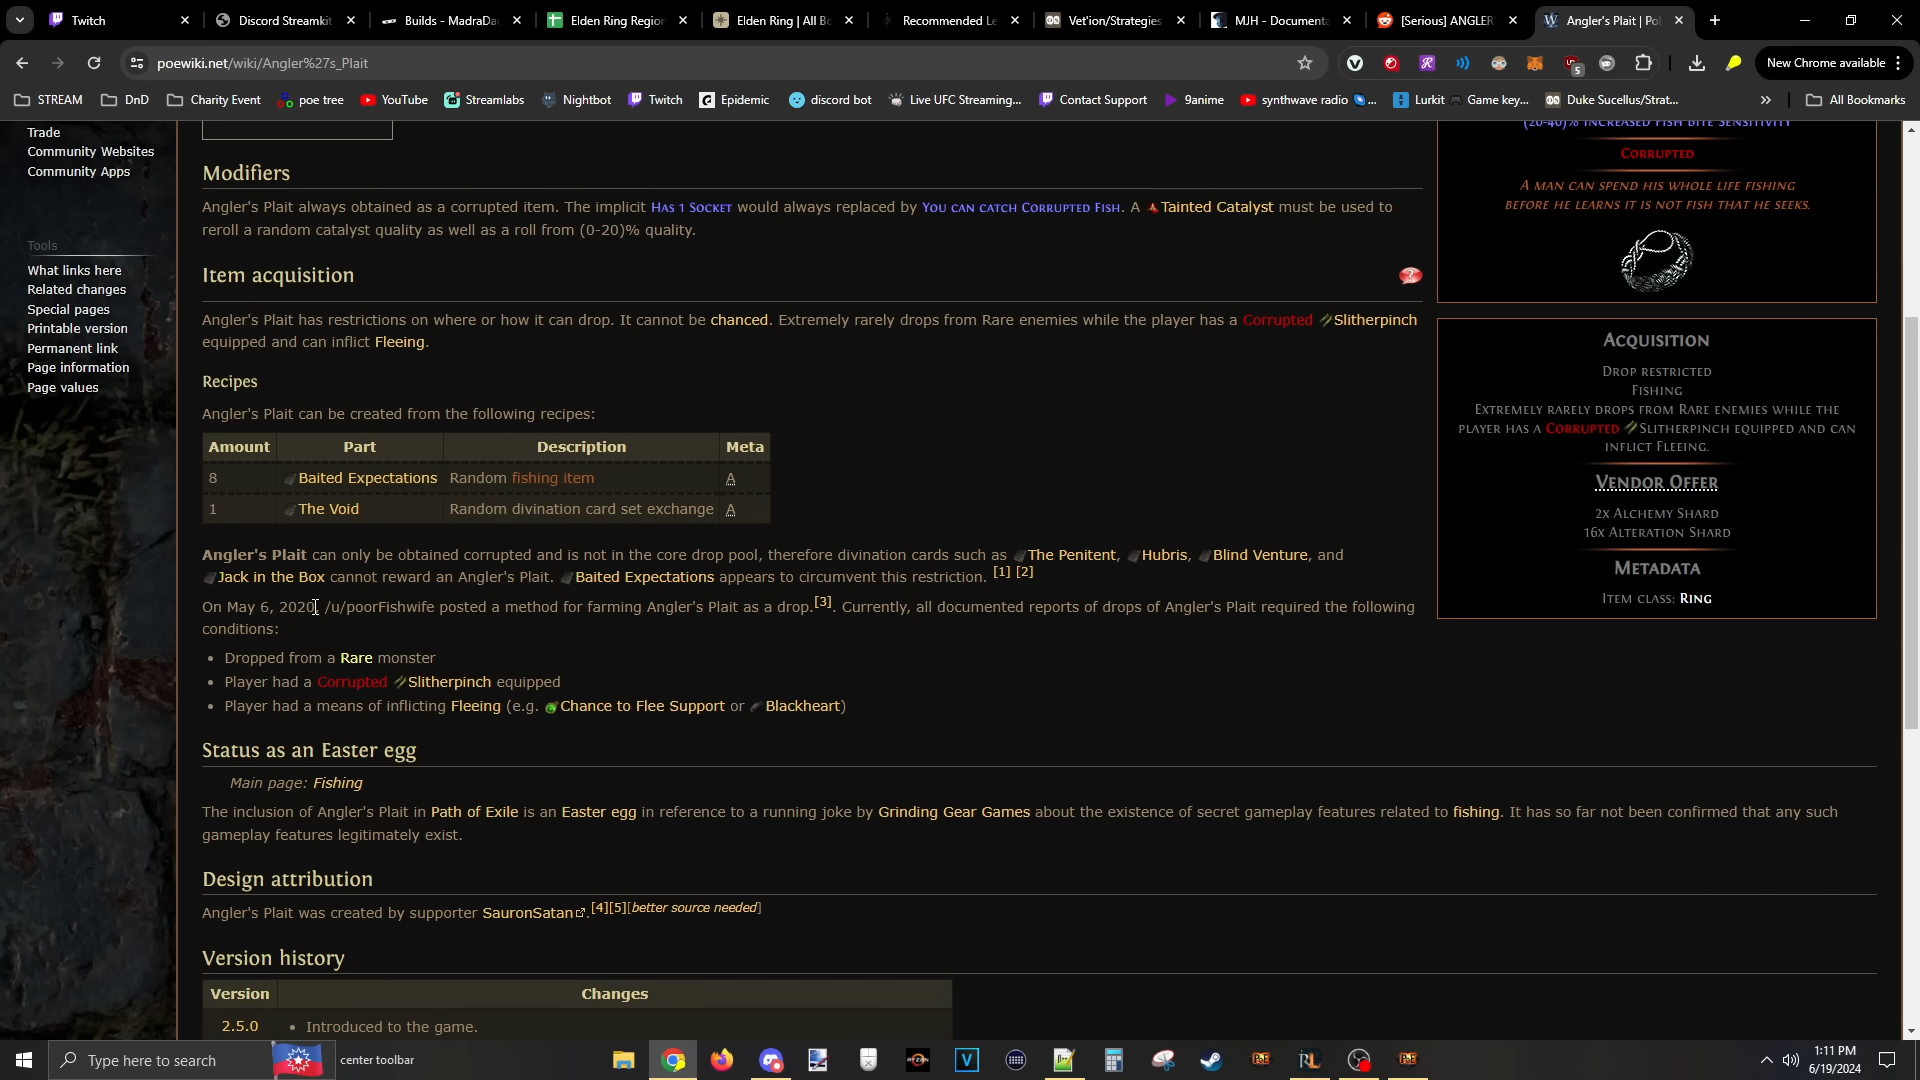 Twitch
Discord Streamkit
Builds - MadraDa
Elden Ring Region
Elden Ring | All Bo
Recommended Le
Vet'ion/Strategies
MJH - Documenta
[Serious] ANGLER
Angler's Plait | Po
poewiki.net/wiki/Angler%27s_Plait
5
New Chrome available
STREAM
DnD
Charity Event
poe tree
YouTube
Streamlabs
Nightbot
Twitch
Epidemic
discord bot
Live UFC Streaming...
Contact Support
9anime
synthwave radio
...
Lurkit
Game key...
Duke Sucellus/Strat...
»
All Bookmarks
Trade
Community Websites
Community Apps
Tools
What links here
Related changes
Special pages
Printable version
Permanent link
Page information
Page values
Modifiers
Angler's Plait always obtained as a corrupted item. The implicit Has 1 Socket would always replaced by You can catch Corrupted Fish. A Tainted Catalyst must be used to
reroll a random catalyst quality as well as a roll from (0-20)% quality.
Item acquisition
?
Angler's Plait has restrictions on where or how it can drop. It cannot be chanced. Extremely rarely drops from Rare enemies while the player has a Corrupted Slitherpinch
equipped and can inflict Fleeing.
Recipes
Angler's Plait can be created from the following recipes:
Amount Part Description Meta
8 Baited Expectations Random fishing item A
1 The Void Random divination card set exchange A
Angler's Plait can only be obtained corrupted and is not in the core drop pool, therefore divination cards such as The Penitent, Hubris, Blind Venture, and
Jack in the Box cannot reward an Angler's Plait. Baited Expectations appears to circumvent this restriction. [1] [2]
On May 6, 2020, /u/poorFishwife posted a method for farming Angler's Plait as a drop.[3]. Currently, all documented reports of drops of Angler's Plait required the following
conditions:
• Dropped from a Rare monster
• Player had a Corrupted Slitherpinch equipped
• Player had a means of inflicting Fleeing (e.g. Chance to Flee Support or Blackheart)
Status as an Easter egg
Main page: Fishing
The inclusion of Angler's Plait in Path of Exile is an Easter egg in reference to a running joke by Grinding Gear Games about the existence of secret gameplay features related to fishing. It has so far not been confirmed that any such
gameplay features legitimately exist.
Design attribution
Angler's Plait was created by supporter SauronSatan.[4][5][better source needed]
Version history
Version Changes
2.5.0 • Introduced to the game.
(20-40)% increased Fish Bite Sensitivity
Corrupted
A man can spend his whole life fishing
before he learns it is not fish that he seeks.
Acquisition
Drop restricted
Fishing
Extremely rarely drops from Rare enemies while the
player has a Corrupted Slitherpinch equipped and can
inflict Fleeing.
Vendor Offer
2x Alchemy Shard
16x Alteration Shard
Metadata
Item class: Ring
Type here to search
center toolbar
RYZEN
V
PoE
RL
PoE
1:11 PM
6/19/2024